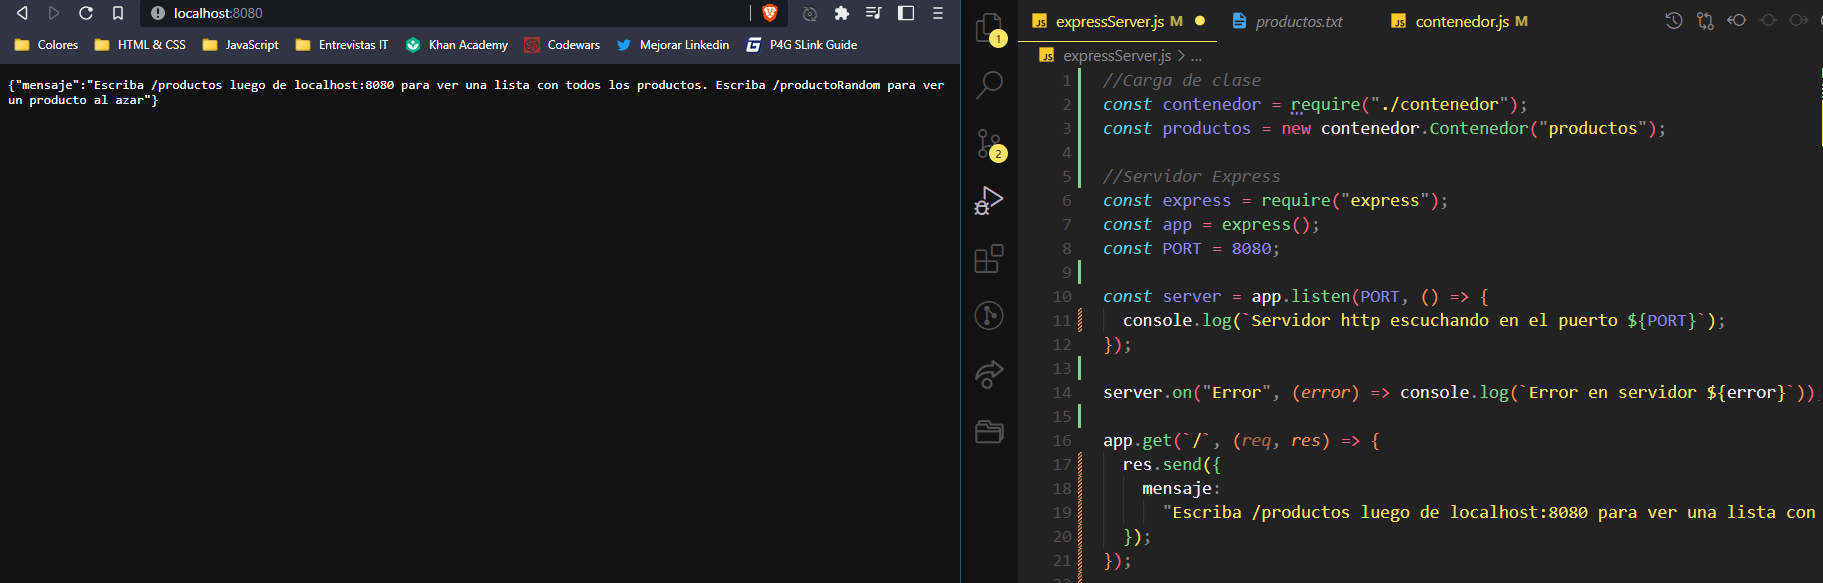 localhost:8080
Colores
HTML & CSS
JavaScript
Entrevistas IT
Khan Academy
Codewars
Mejorar Linkedin
P4G SLink Guide
{"mensaje":"Escriba /productos luego de localhost:8080 para ver una lista con todos los productos. Escriba /productoRandom para ver
un producto al azar"}
1
2
JS expressServer.js M
productos.txt
JS contenedor.js M
JS expressServer.js > ...
1 //Carga de clase
2 const contenedor = require("./contenedor");
3 const productos = new contenedor.Contenedor("productos");
4
5 //Servidor Express
6 const express = require("express");
7 const app = express();
8 const PORT = 8080;
9
10 const server = app.listen(PORT, () => {
11 console.log(`Servidor http escuchando en el puerto ${PORT}`);
12 });
13
14 server.on("Error", (error) => console.log(`Error en servidor ${error}`));
15
16 app.get(`/`, (req, res) => {
17 res.send({
18 mensaje:
19 "Escriba /productos luego de localhost:8080 para ver una lista con
20 });
21 });